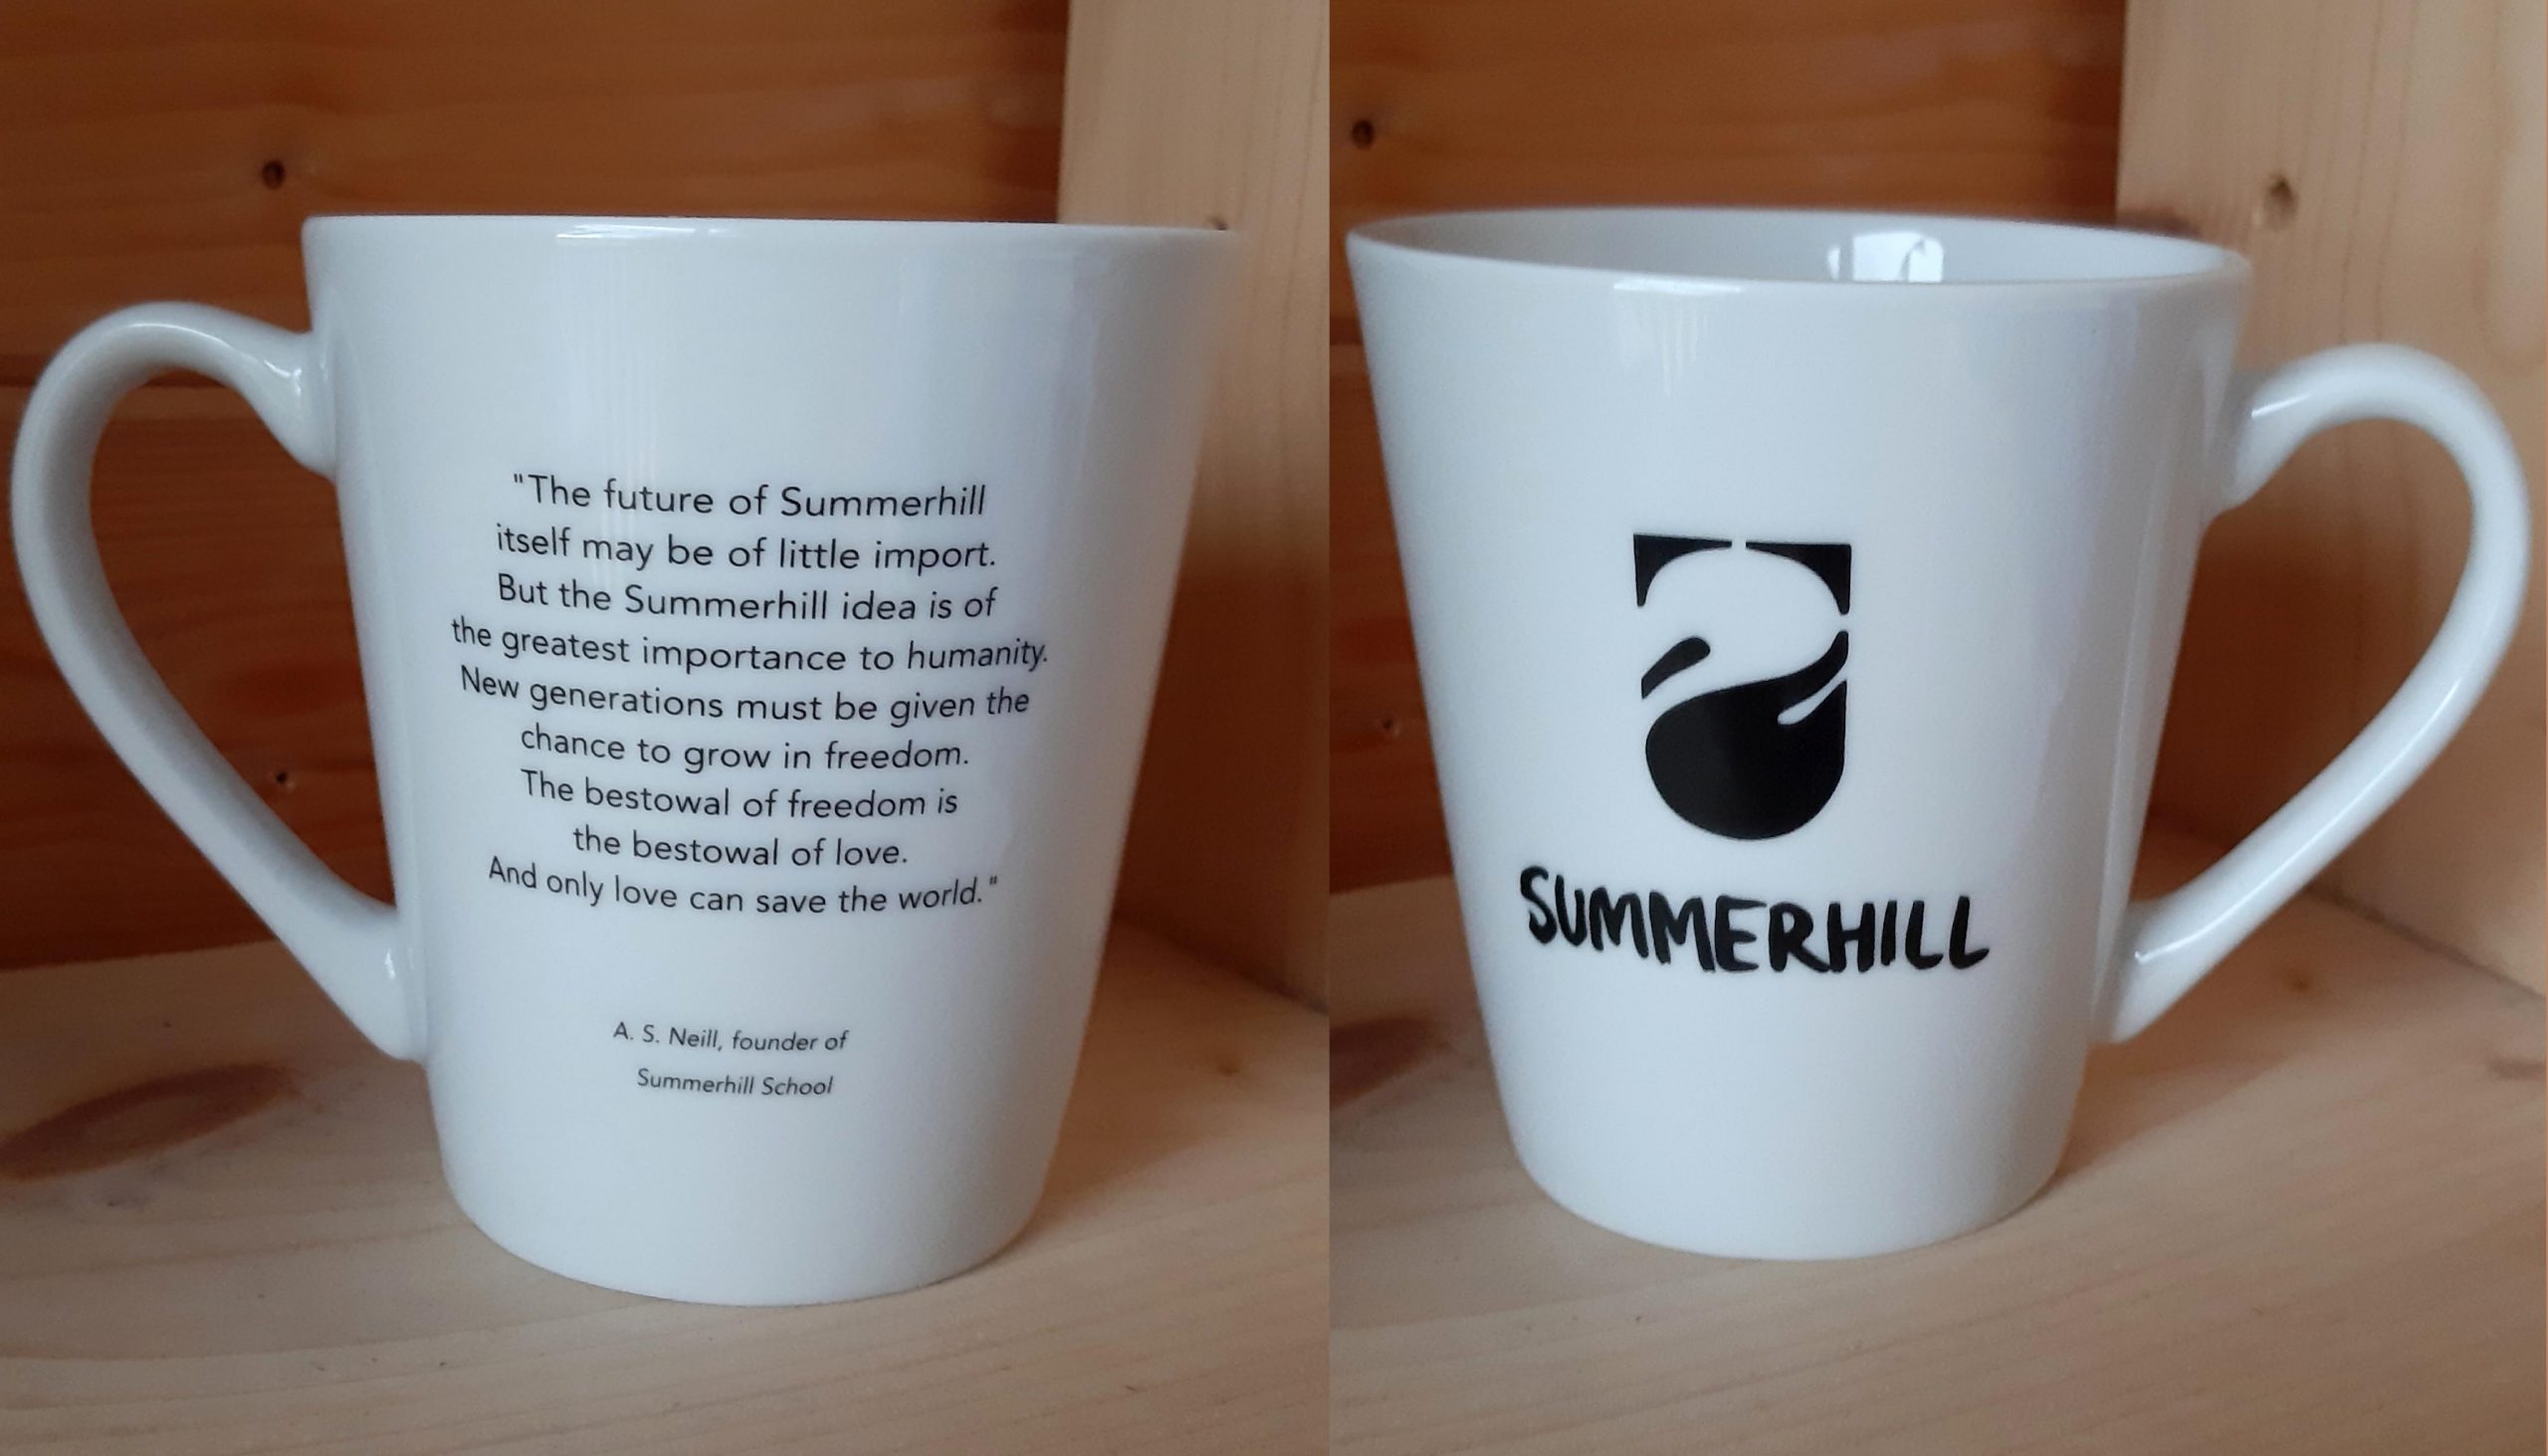 "The future of Summerhill
itself may be of little import.
But the Summerhill idea is of
the greatest importance to humanity.
New generations must be given the
chance to grow in freedom.
The bestowal of freedom is
the bestowal of love.
And only love can save the world."
A. S. Neill, founder of
Summerhill School
SUMMERHILL